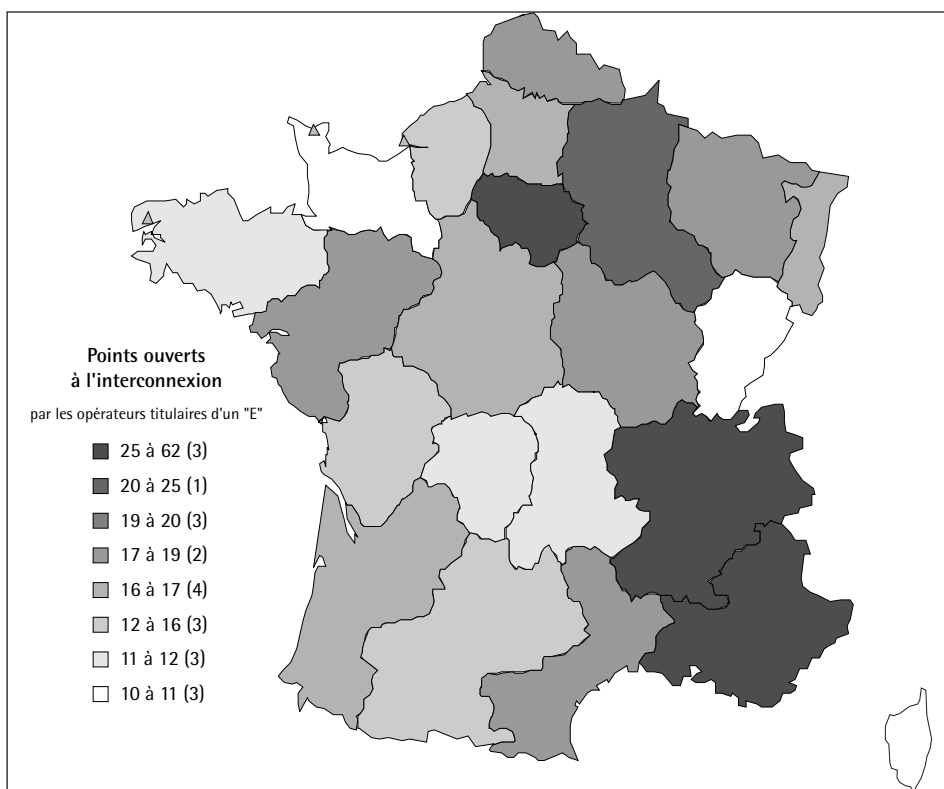 Points ouverts
à l'interconnexion
par les opérateurs titulaires d'un "E"
25 à 62 (3)
20 à 25 (1)
19 à 20 (3)
17 à 19 (2)
16 à 17 (4)
12 à 16 (3)
11 à 12 (3)
10 à 11 (3)